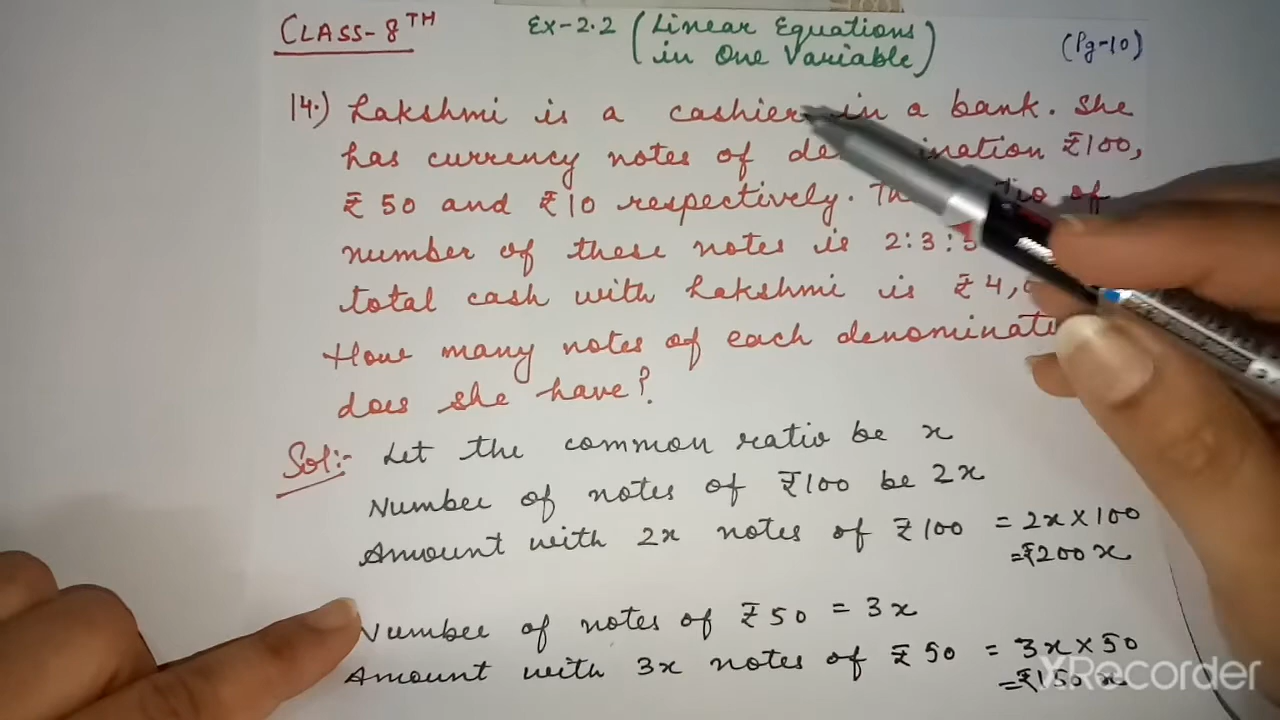 CLASS-8TH
Ex-2.2 (Linear Equations
in One Variable)
(Pg-10)
14.) Lakshmi is a cashier in a bank. She
has currency notes of ₹100,
₹50 and ₹10 respectively. of
number of these notes is 2:3:
total cash with Lakshmi is ₹4,
How many notes of each
does she have?
Sol:- Let the common ratio be x
Number of notes of ₹100 be 2x
Amount with 2x notes of ₹100 = 2x×100
=₹200x
Number of notes of ₹50 = 3x
Amount with 3x notes of ₹50 = 3x×50
=₹150x
XRecorder